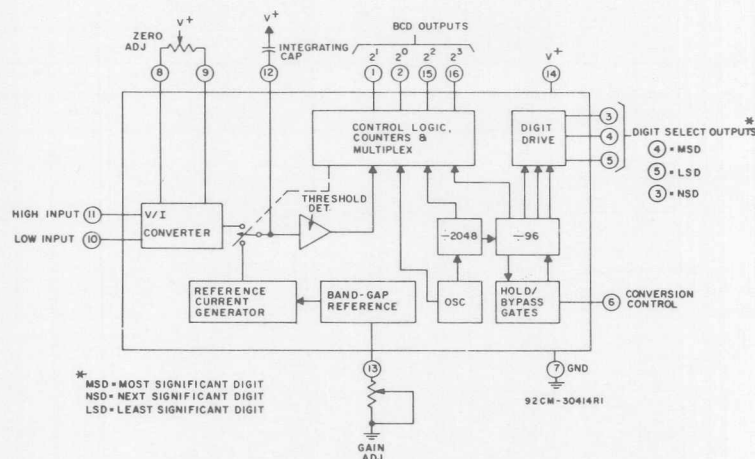 V+
ZERO ADJ
8
9
V+
INTEGRATING CAP
12
BCD OUTPUTS
2¹ 2⁰ 2² 2³
1 2 15 16
V+
14
CONTROL LOGIC, COUNTERS & MULTIPLEX
DIGIT DRIVE
3
4
5
DIGIT SELECT OUTPUTS*
4 = MSD
5 = LSD
3 = NSD
HIGH INPUT 11
LOW INPUT 10
V/I CONVERTER
THRESHOLD DET.
÷2048
÷96
REFERENCE CURRENT GENERATOR
BAND-GAP REFERENCE
OSC
HOLD/ BYPASS GATES
6 CONVERSION CONTROL
13
7 GND
92CM-30414R1
* MSD = MOST SIGNIFICANT DIGIT
NSD = NEXT SIGNIFICANT DIGIT
LSD = LEAST SIGNIFICANT DIGIT
GAIN
ADJ